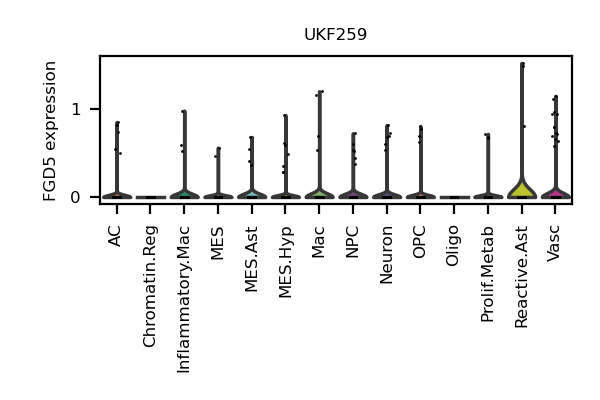 UKF259
FGD5 expression
1
0
AC
Chromatin.Reg
Inflammatory.Mac
MES
MES.Ast
MES.Hyp
Mac
NPC
Neuron
OPC
Oligo
Prolif.Metab
Reactive.Ast
Vasc